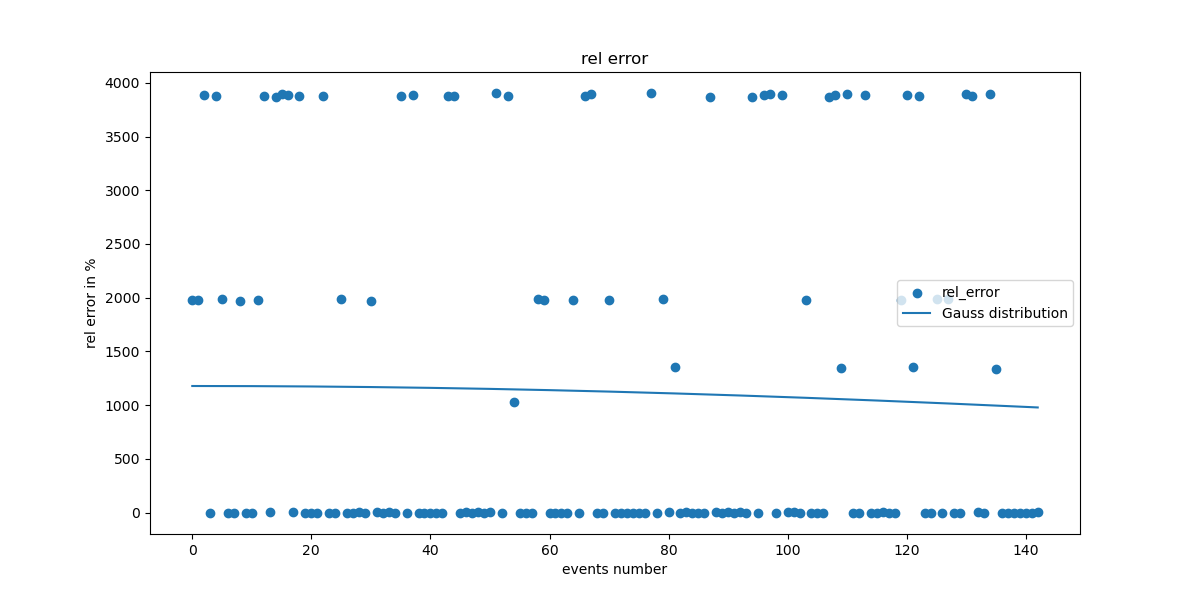 rel error
4000
3500
3000
2500
2000
1500
1000
500
0
rel error in %
rel_error
Gauss distribution
0 20 40 60 80 100 120 140
events number